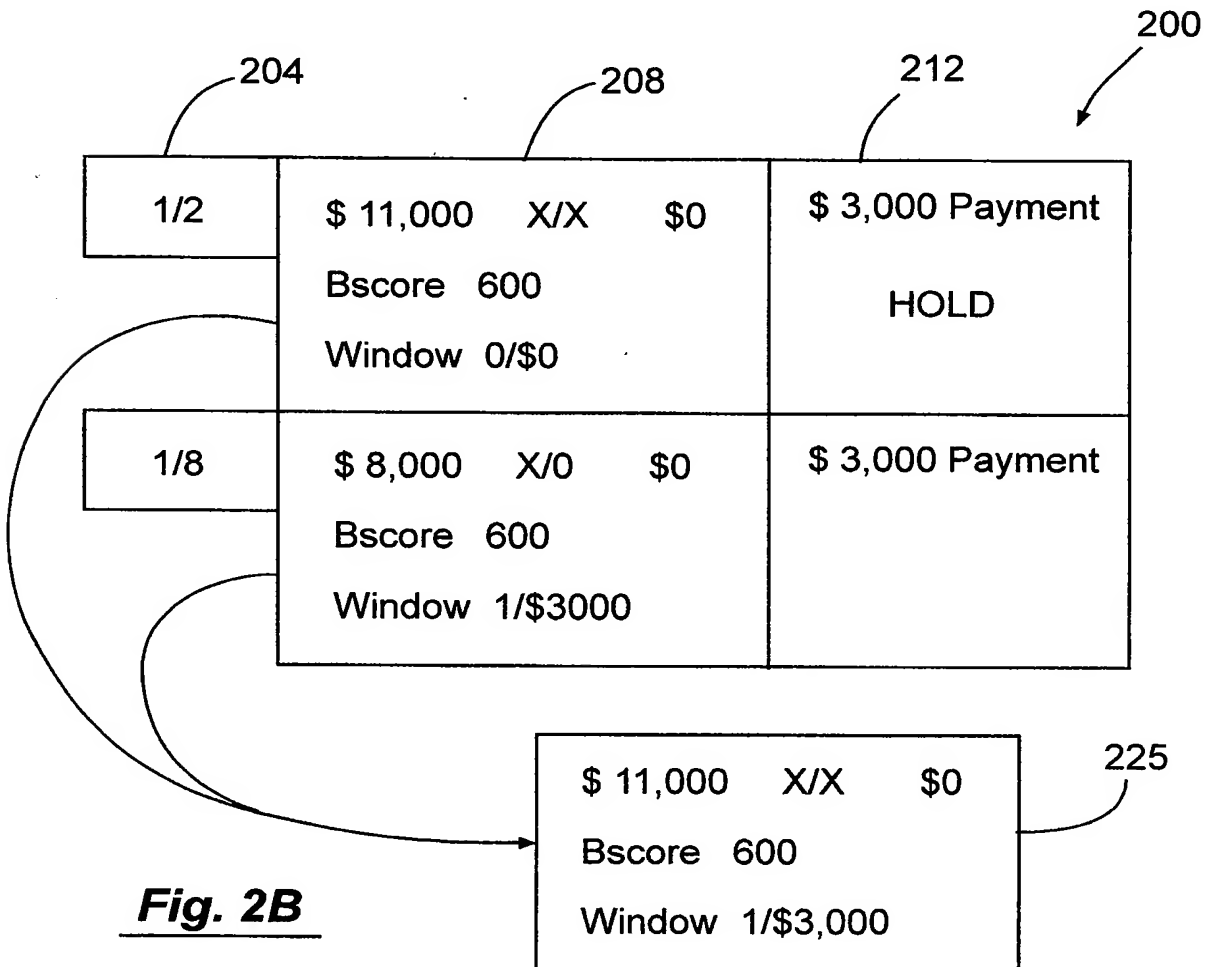 200
204
208
212
1/2
$ 11,000 X/X $0
$ 3,000 Payment
Bscore 600
HOLD
Window 0/$0
1/8
$ 8,000 X/0 $0
$ 3,000 Payment
Bscore 600
Window 1/$3000
225
$ 11,000 X/X $0
Bscore 600
Window 1/$3,000
Fig. 2B